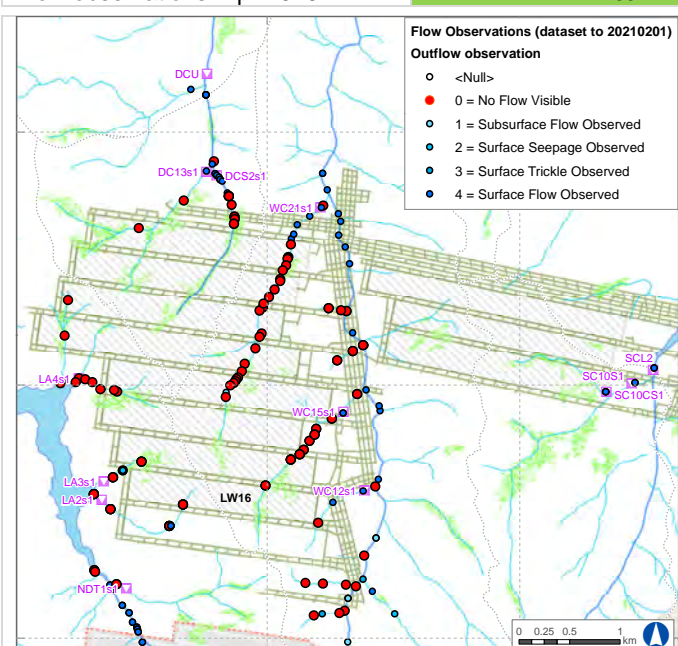 Flow Observations (dataset to 20210201)
Outflow observation
<Null>
0 = No Flow Visible
1 = Subsurface Flow Observed
2 = Surface Seepage Observed
3 = Surface Trickle Observed
4 = Surface Flow Observed
DCU
DC13s1
DCS2s1
WC21s1
SCL2
LA4s1
SC10S1
SC10CS1
WC15s1
LA3s1
LW16
WC12s1
LA2s1
NDT1s1
0 0.25 0.5 1
km